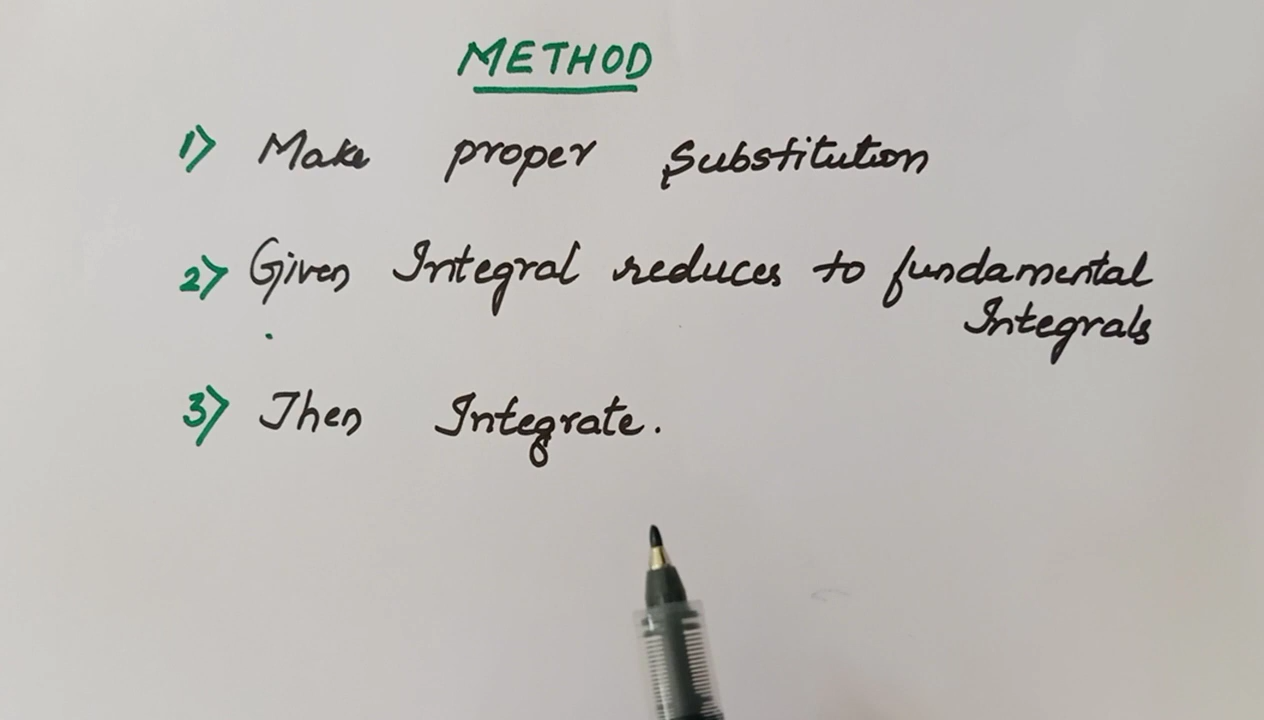 METHOD
1) Make proper Substitution
2) Given Integral reduces to fundamental
Integrals
3) Then Integrate.